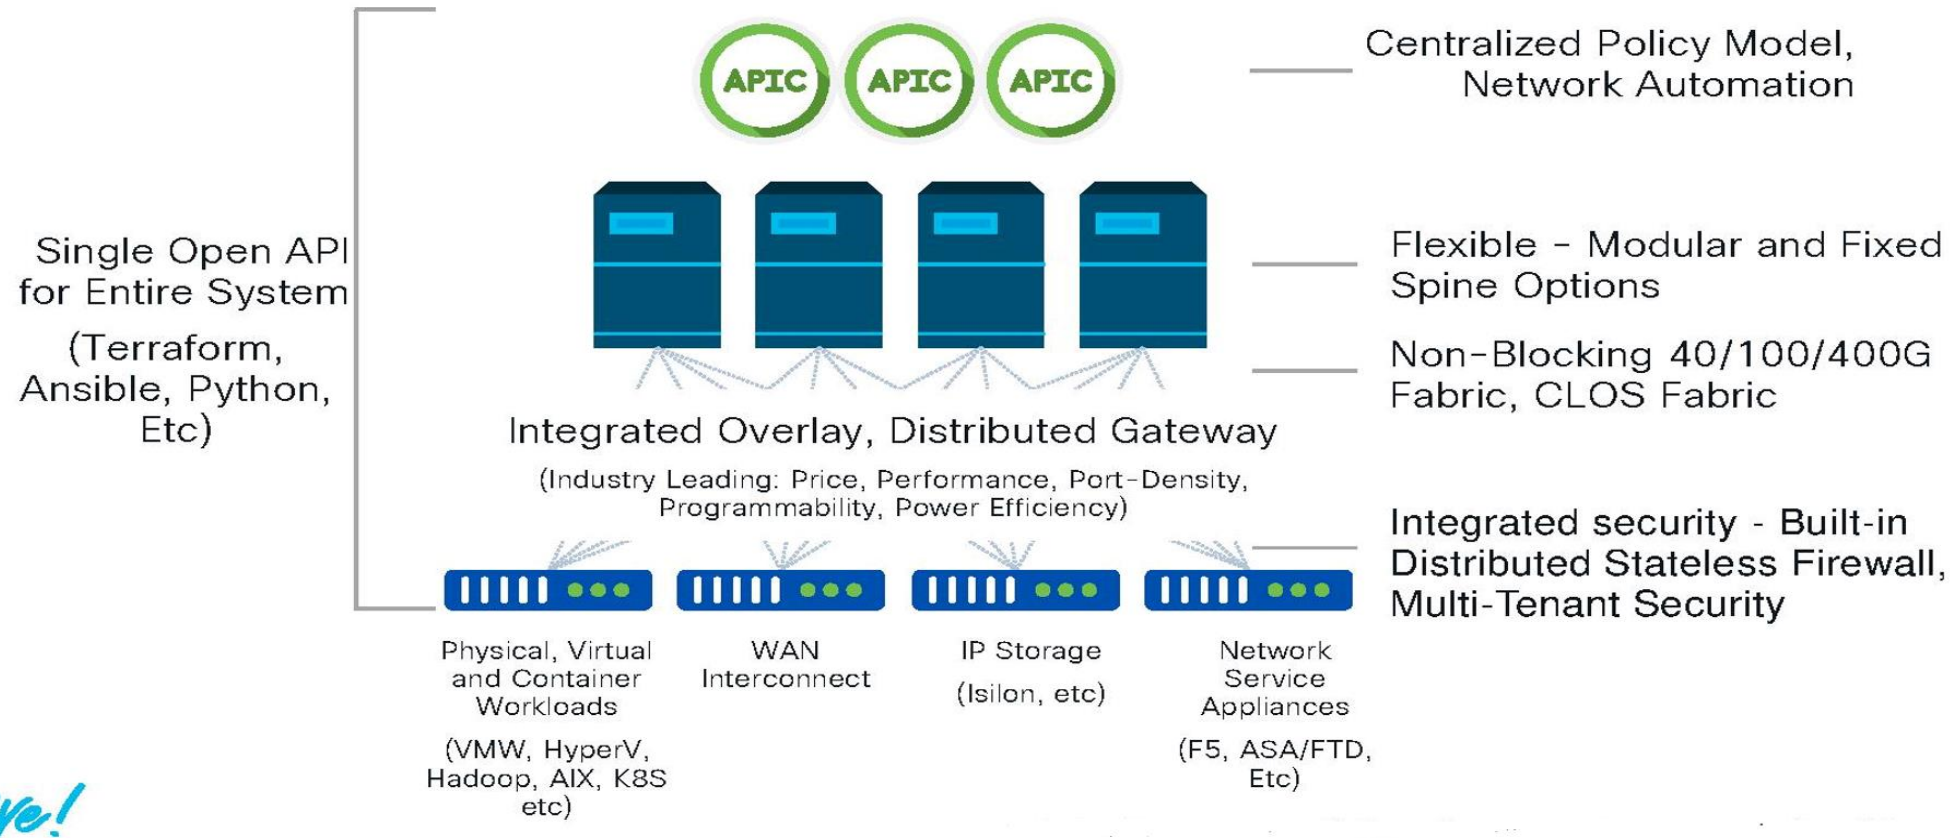 APIC APIC APIC
Centralized Policy Model,
Network Automation
Single Open API
for Entire System
(Terraform,
Ansible, Python,
Etc)
Flexible – Modular and Fixed
Spine Options
Non-Blocking 40/100/400G
Fabric, CLOS Fabric
Integrated Overlay, Distributed Gateway
(Industry Leading: Price, Performance, Port-Density,
Programmability, Power Efficiency)
Integrated security - Built-in
Distributed Stateless Firewall,
Multi-Tenant Security
Physical, Virtual
and Container
Workloads
(VMW, HyperV,
Hadoop, AIX, K8S
etc)
WAN
Interconnect
IP Storage
(Isilon, etc)
Network
Service
Appliances
(F5, ASA/FTD,
Etc)